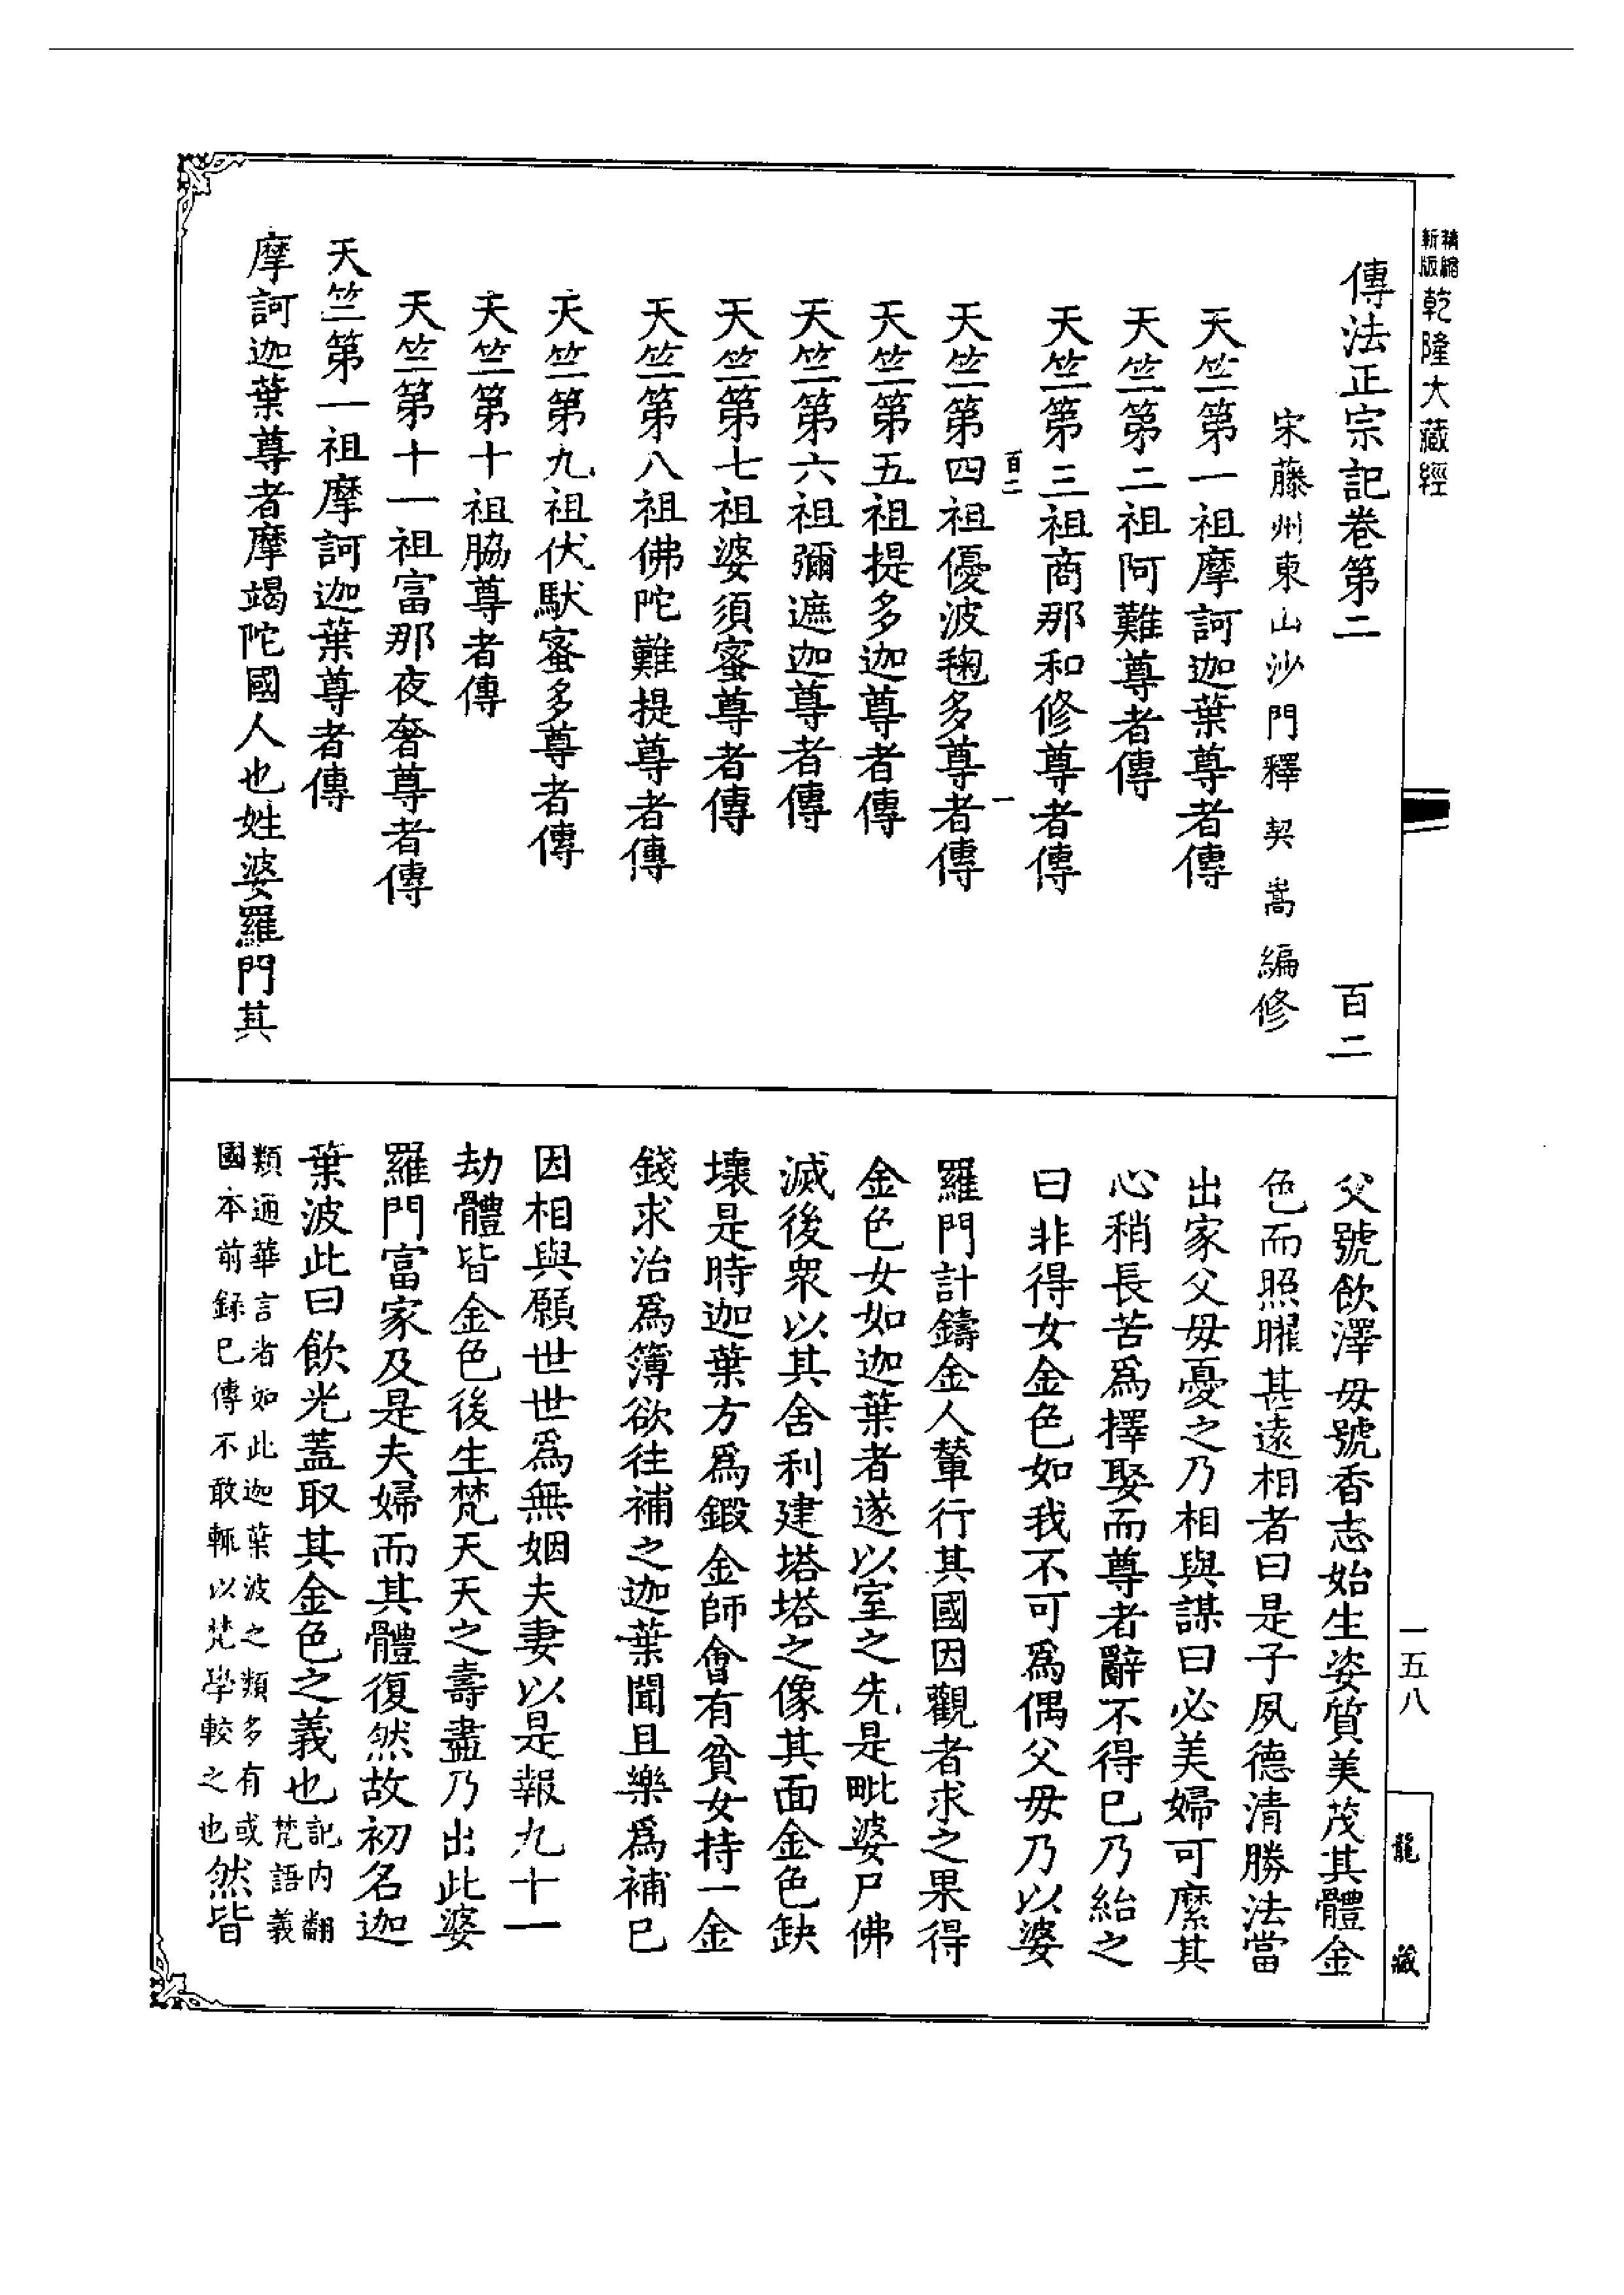 精縮
新版
乾隆大藏經
傳法正宗記卷第二　百二
宋藤州東山沙門釋契嵩編修
天竺第一祖摩訶迦葉尊者傳
天竺第二祖阿難尊者傳
天竺第三祖商那和修尊者傳
百二　一
天竺第四祖優波毱多尊者傳
天竺第五祖提多迦尊者傳
天竺第六祖彌遮迦尊者傳
天竺第七祖婆須蜜尊者傳
天竺第八祖佛陀難提尊者傳
天竺第九祖伏馱蜜多尊者傳
天竺第十祖脇尊者傳
天竺第十一祖富那夜奢尊者傳
天竺第一祖摩訶迦葉尊者傳
摩訶迦葉尊者摩竭陀國人也姓婆羅門其
一五八
龍藏
父號飲澤母號香志始生姿質美茂其體金
色而照曜甚遠相者曰是子夙德清勝法當
出家父母憂之乃相與謀曰必美婦可縻其
心稍長苦爲擇娶而尊者辭不得已乃紿之
曰非得女金色如我不可爲偶父母乃以婆
羅門計鑄金人輦行其國因觀者求之果得
金色女如迦葉者遂以室之先是毗婆尸佛
滅後衆以其舍利建塔塔之像其面金色缺
壞是時迦葉方爲鍛金師會有貧女持一金
錢求治爲簿欲往補之迦葉聞且樂爲補已
因相與願世世爲無姻夫妻以是報九十一
劫體皆金色後生梵天天之壽盡乃出此婆
羅門富家及是夫婦而其體復然故初名迦
葉波此曰飲光蓋取其金色之義也記內翻
梵語義
類通華言者如此迦葉波之類多有或
國本前録已傳不敢輒以梵學較之也然皆